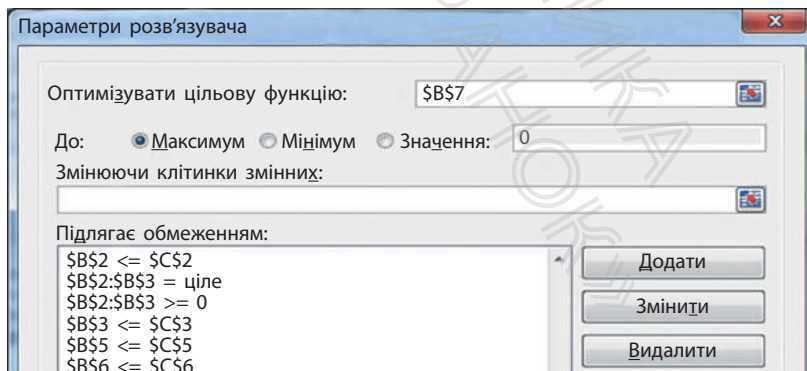 Параметри розв'язувача
Оптимізувати цільову функцію: $B$7
До: Максимум Мінімум Значення: 0
Змінюючи клітинки змінних:
Підлягає обмеженням:
$B$2 <= $C$2
$B$2:$B$3 = ціле
$B$2:$B$3 >= 0
$B$3 <= $C$3
$B$5 <= $C$5
$B$6 <= $C$6
Додати
Змінити
Видалити